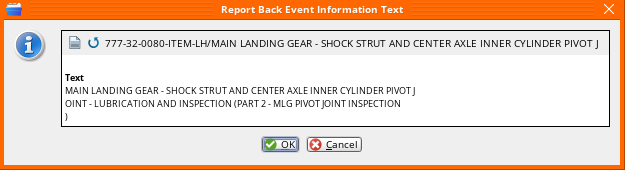 Report Back Event Information Text
777-32-0080-ITEM-LH/MAIN LANDING GEAR - SHOCK STRUT AND CENTER AXLE INNER CYLINDER PIVOT J
Text
MAIN LANDING GEAR - SHOCK STRUT AND CENTER AXLE INNER CYLINDER PIVOT J
OINT - LUBRICATION AND INSPECTION (PART 2 - MLG PIVOT JOINT INSPECTION
)
OK Cancel